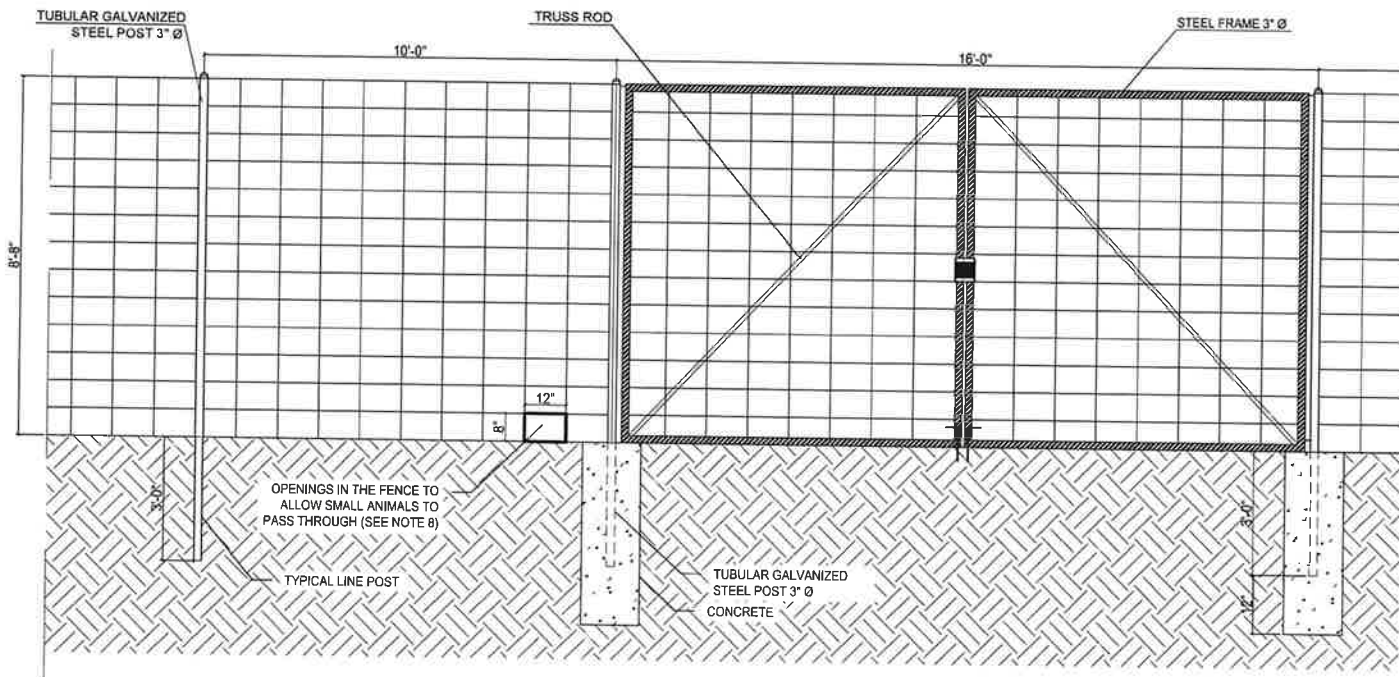 TUBULAR GALVANIZED
STEEL POST 3" Ø
TRUSS ROD
STEEL FRAME 3" Ø
10'-0"
16'-0"
8'-8"
12"
8"
3'-0"
OPENINGS IN THE FENCE TO
ALLOW SMALL ANIMALS TO
PASS THROUGH (SEE NOTE 8)
TYPICAL LINE POST
TUBULAR GALVANIZED
STEEL POST 3" Ø
CONCRETE
3'-0"
12"